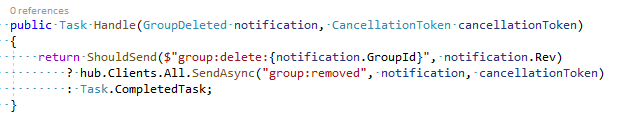 0 references
public Task Handle(GroupDeleted notification, CancellationToken cancellationToken)
{
    return ShouldSend($"group:delete:{notification.GroupId}", notification.Rev)
        ? hub.Clients.All.SendAsync("group:removed", notification, cancellationToken)
        : Task.CompletedTask;
}